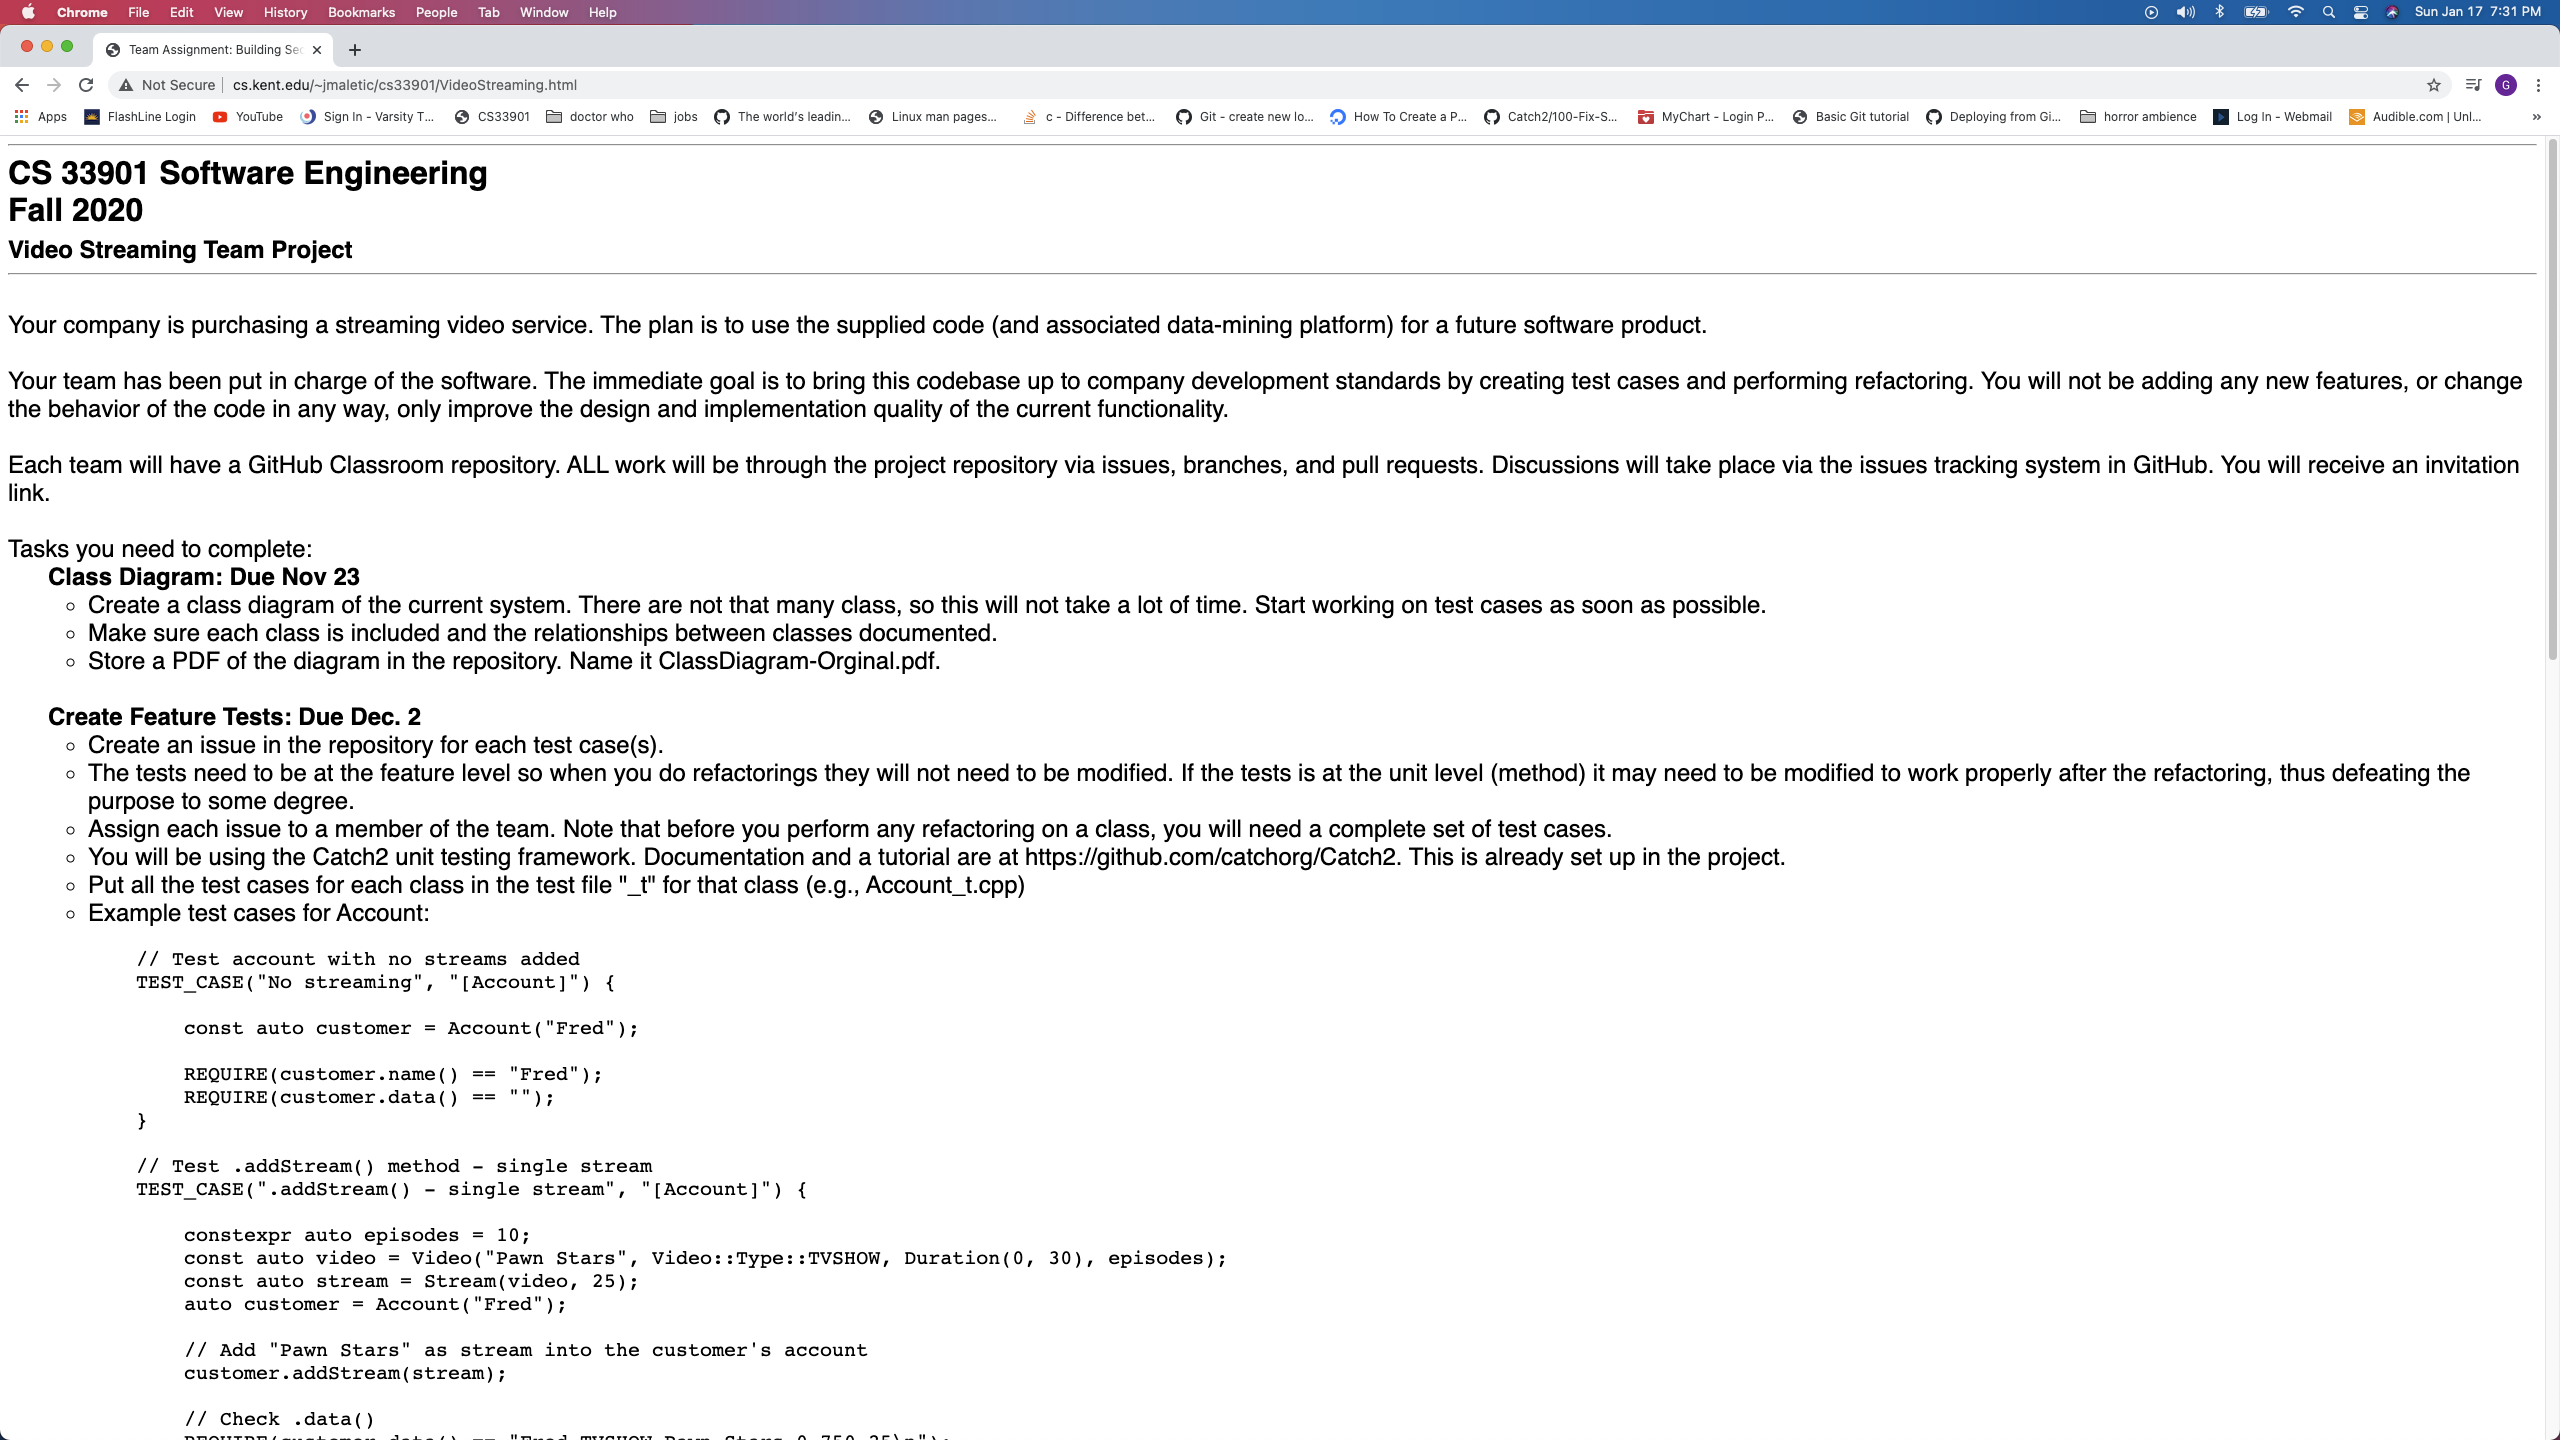 Chrome File Edit View History Bookmarks People Tab Window Help Sun Jan 17 7:31 PM
Team Assignment: Building Sec
Not Secure cs.kent.edu/~jmaletic/cs33901/VideoStreaming.html G
Apps FlashLine Login YouTube Sign In - Varsity T... CS33901 doctor who jobs The world's leadin... Linux man pages... c - Difference bet... Git - create new lo... How To Create a P... Catch2/100-Fix-S... MyChart - Login P... Basic Git tutorial Deploying from Gi... horror ambience Log In - Webmail Audible.com | Unl... »
CS 33901 Software Engineering
Fall 2020
Video Streaming Team Project
Your company is purchasing a streaming video service. The plan is to use the supplied code (and associated data-mining platform) for a future software product.
Your team has been put in charge of the software. The immediate goal is to bring this codebase up to company development standards by creating test cases and performing refactoring. You will not be adding any new features, or change
the behavior of the code in any way, only improve the design and implementation quality of the current functionality.
Each team will have a GitHub Classroom repository. ALL work will be through the project repository via issues, branches, and pull requests. Discussions will take place via the issues tracking system in GitHub. You will receive an invitation
link.
Tasks you need to complete:
Class Diagram: Due Nov 23
Create a class diagram of the current system. There are not that many class, so this will not take a lot of time. Start working on test cases as soon as possible.
Make sure each class is included and the relationships between classes documented.
Store a PDF of the diagram in the repository. Name it ClassDiagram-Orginal.pdf.
Create Feature Tests: Due Dec. 2
Create an issue in the repository for each test case(s).
The tests need to be at the feature level so when you do refactorings they will not need to be modified. If the tests is at the unit level (method) it may need to be modified to work properly after the refactoring, thus defeating the
purpose to some degree.
Assign each issue to a member of the team. Note that before you perform any refactoring on a class, you will need a complete set of test cases.
You will be using the Catch2 unit testing framework. Documentation and a tutorial are at https://github.com/catchorg/Catch2. This is already set up in the project.
Put all the test cases for each class in the test file "_t" for that class (e.g., Account_t.cpp)
Example test cases for Account:
// Test account with no streams added
TEST_CASE("No streaming", "[Account]") {
const auto customer = Account("Fred");
REQUIRE(customer.name() == "Fred");
REQUIRE(customer.data() == "");
}
// Test .addStream() method - single stream
TEST_CASE(".addStream() - single stream", "[Account]") {
constexpr auto episodes = 10;
const auto video = Video("Pawn Stars", Video::Type::TVSHOW, Duration(0, 30), episodes);
const auto stream = Stream(video, 25);
auto customer = Account("Fred");
// Add "Pawn Stars" as stream into the customer's account
customer.addStream(stream);
// Check .data()